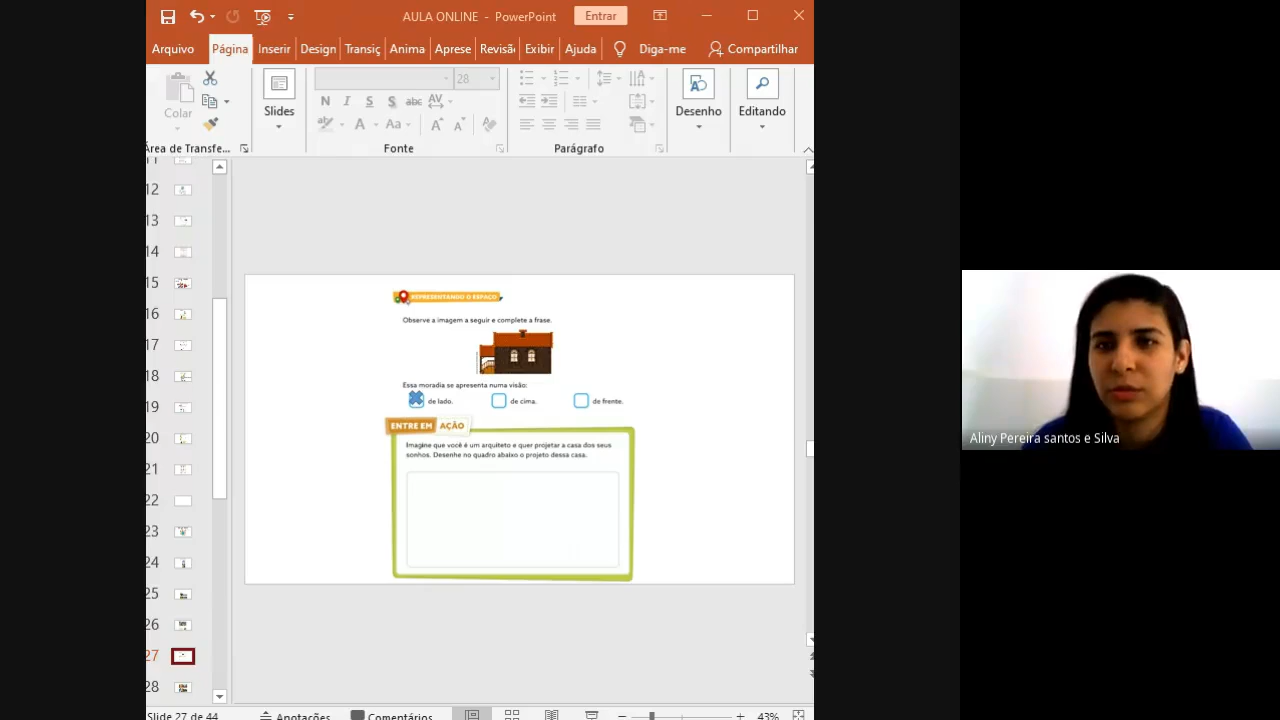 AULA ONLINE - PowerPoint
Entrar
Arquivo Página Inserir Design Transiç Anima Aprese Revisã Exibir Ajuda Diga-me Compartilhar
28
Colar
Slides
N I S S abc AV
Desenho
Editando
A Aa A A
Área de Transfe...
Fonte
Parágrafo
12
13
14
15
16
17
18
19
20
21
22
23
24
25
26
27
28
REPRESENTANDO O ESPAÇO
Observe a imagem a seguir e complete a frase.
Essa moradia se apresenta numa visão:
de lado. de cima. de frente.
ENTRE EM AÇÃO
Imagine que você é um arquiteto e quer projetar a casa dos seus
sonhos. Desenhe no quadro abaixo o projeto dessa casa.
Aliny Pereira santos e Silva
Slide 27 de 44 Anotações Comentários 43%